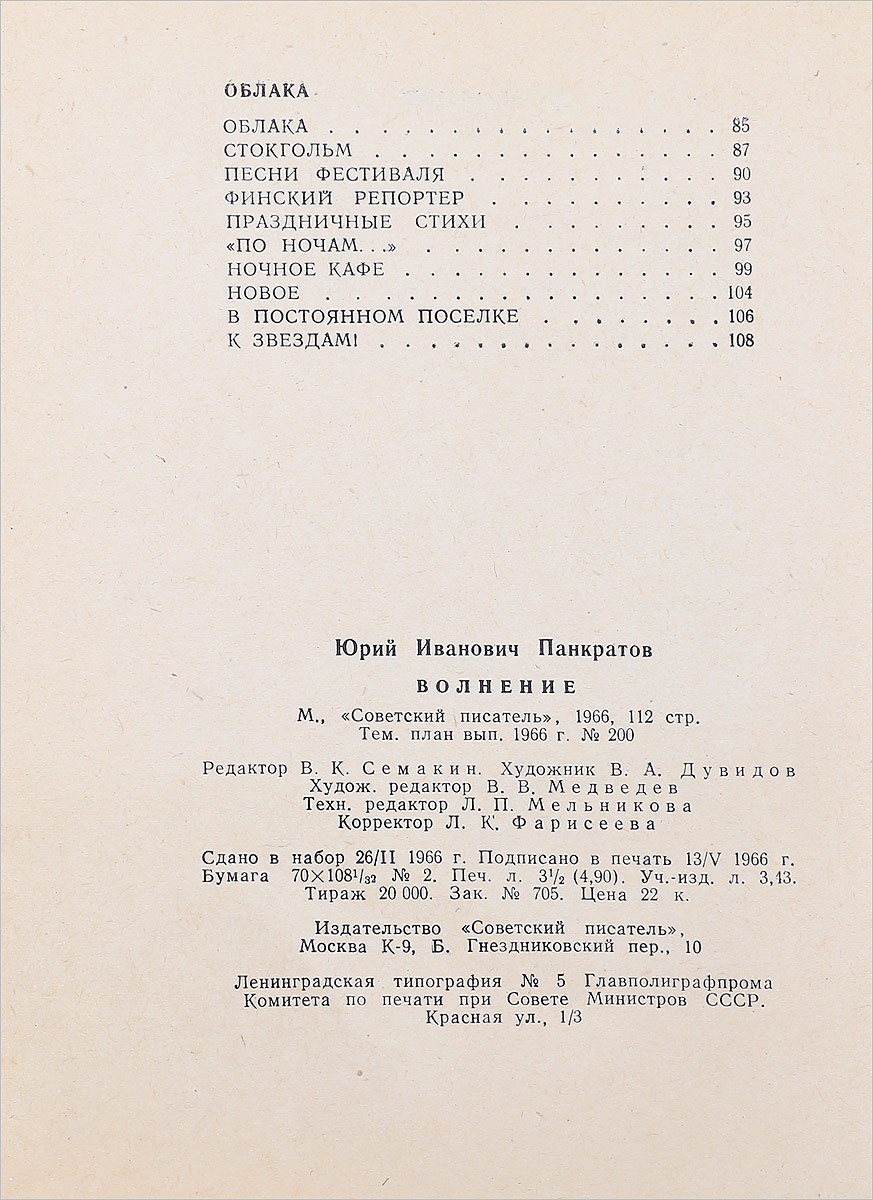 ОБЛАКА
ОБЛАКА . . . . . . . . . . . . . . . . 85
СТОКГОЛЬМ . . . . . . . . . . . . . . 87
ПЕСНИ ФЕСТИВАЛЯ . . . . . . . . . . 90
ФИНСКИЙ РЕПОРТЕР . . . . . . . . . 93
ПРАЗДНИЧНЫЕ СТИХИ . . . . . . . . 95
«ПО НОЧАМ. . .» . . . . . . . . . . . . 97
НОЧНОЕ КАФЕ . . . . . . . . . . . . . 99
НОВОЕ . . . . . . . . . . . . . . . . 104
В ПОСТОЯННОМ ПОСЕЛКЕ . . . . . . . 106
К ЗВЕЗДАМ! . . . . . . . . . . . . . . 108
Юрий Иванович Панкратов
ВОЛНЕНИЕ
М., «Советский писатель», 1966, 112 стр.
Тем. план вып. 1966 г. № 200
Редактор В. К. Семакин. Художник В. А. Дувидов
Худож. редактор В. В. Медведев
Техн. редактор Л. П. Мельникова
Корректор Л. К. Фарисеева
Сдано в набор 26/II 1966 г. Подписано в печать 13/V 1966 г.
Бумага 70×108¹/₃₂ № 2. Печ. л. 3¹/₂ (4,90). Уч.-изд. л. 3,13.
Тираж 20 000. Зак. № 705. Цена 22 к.
Издательство «Советский писатель»,
Москва К-9, Б. Гнездниковский пер., 10
Ленинградская типография № 5 Главполиграфпрома
Комитета по печати при Совете Министров СССР.
Красная ул., 1/3